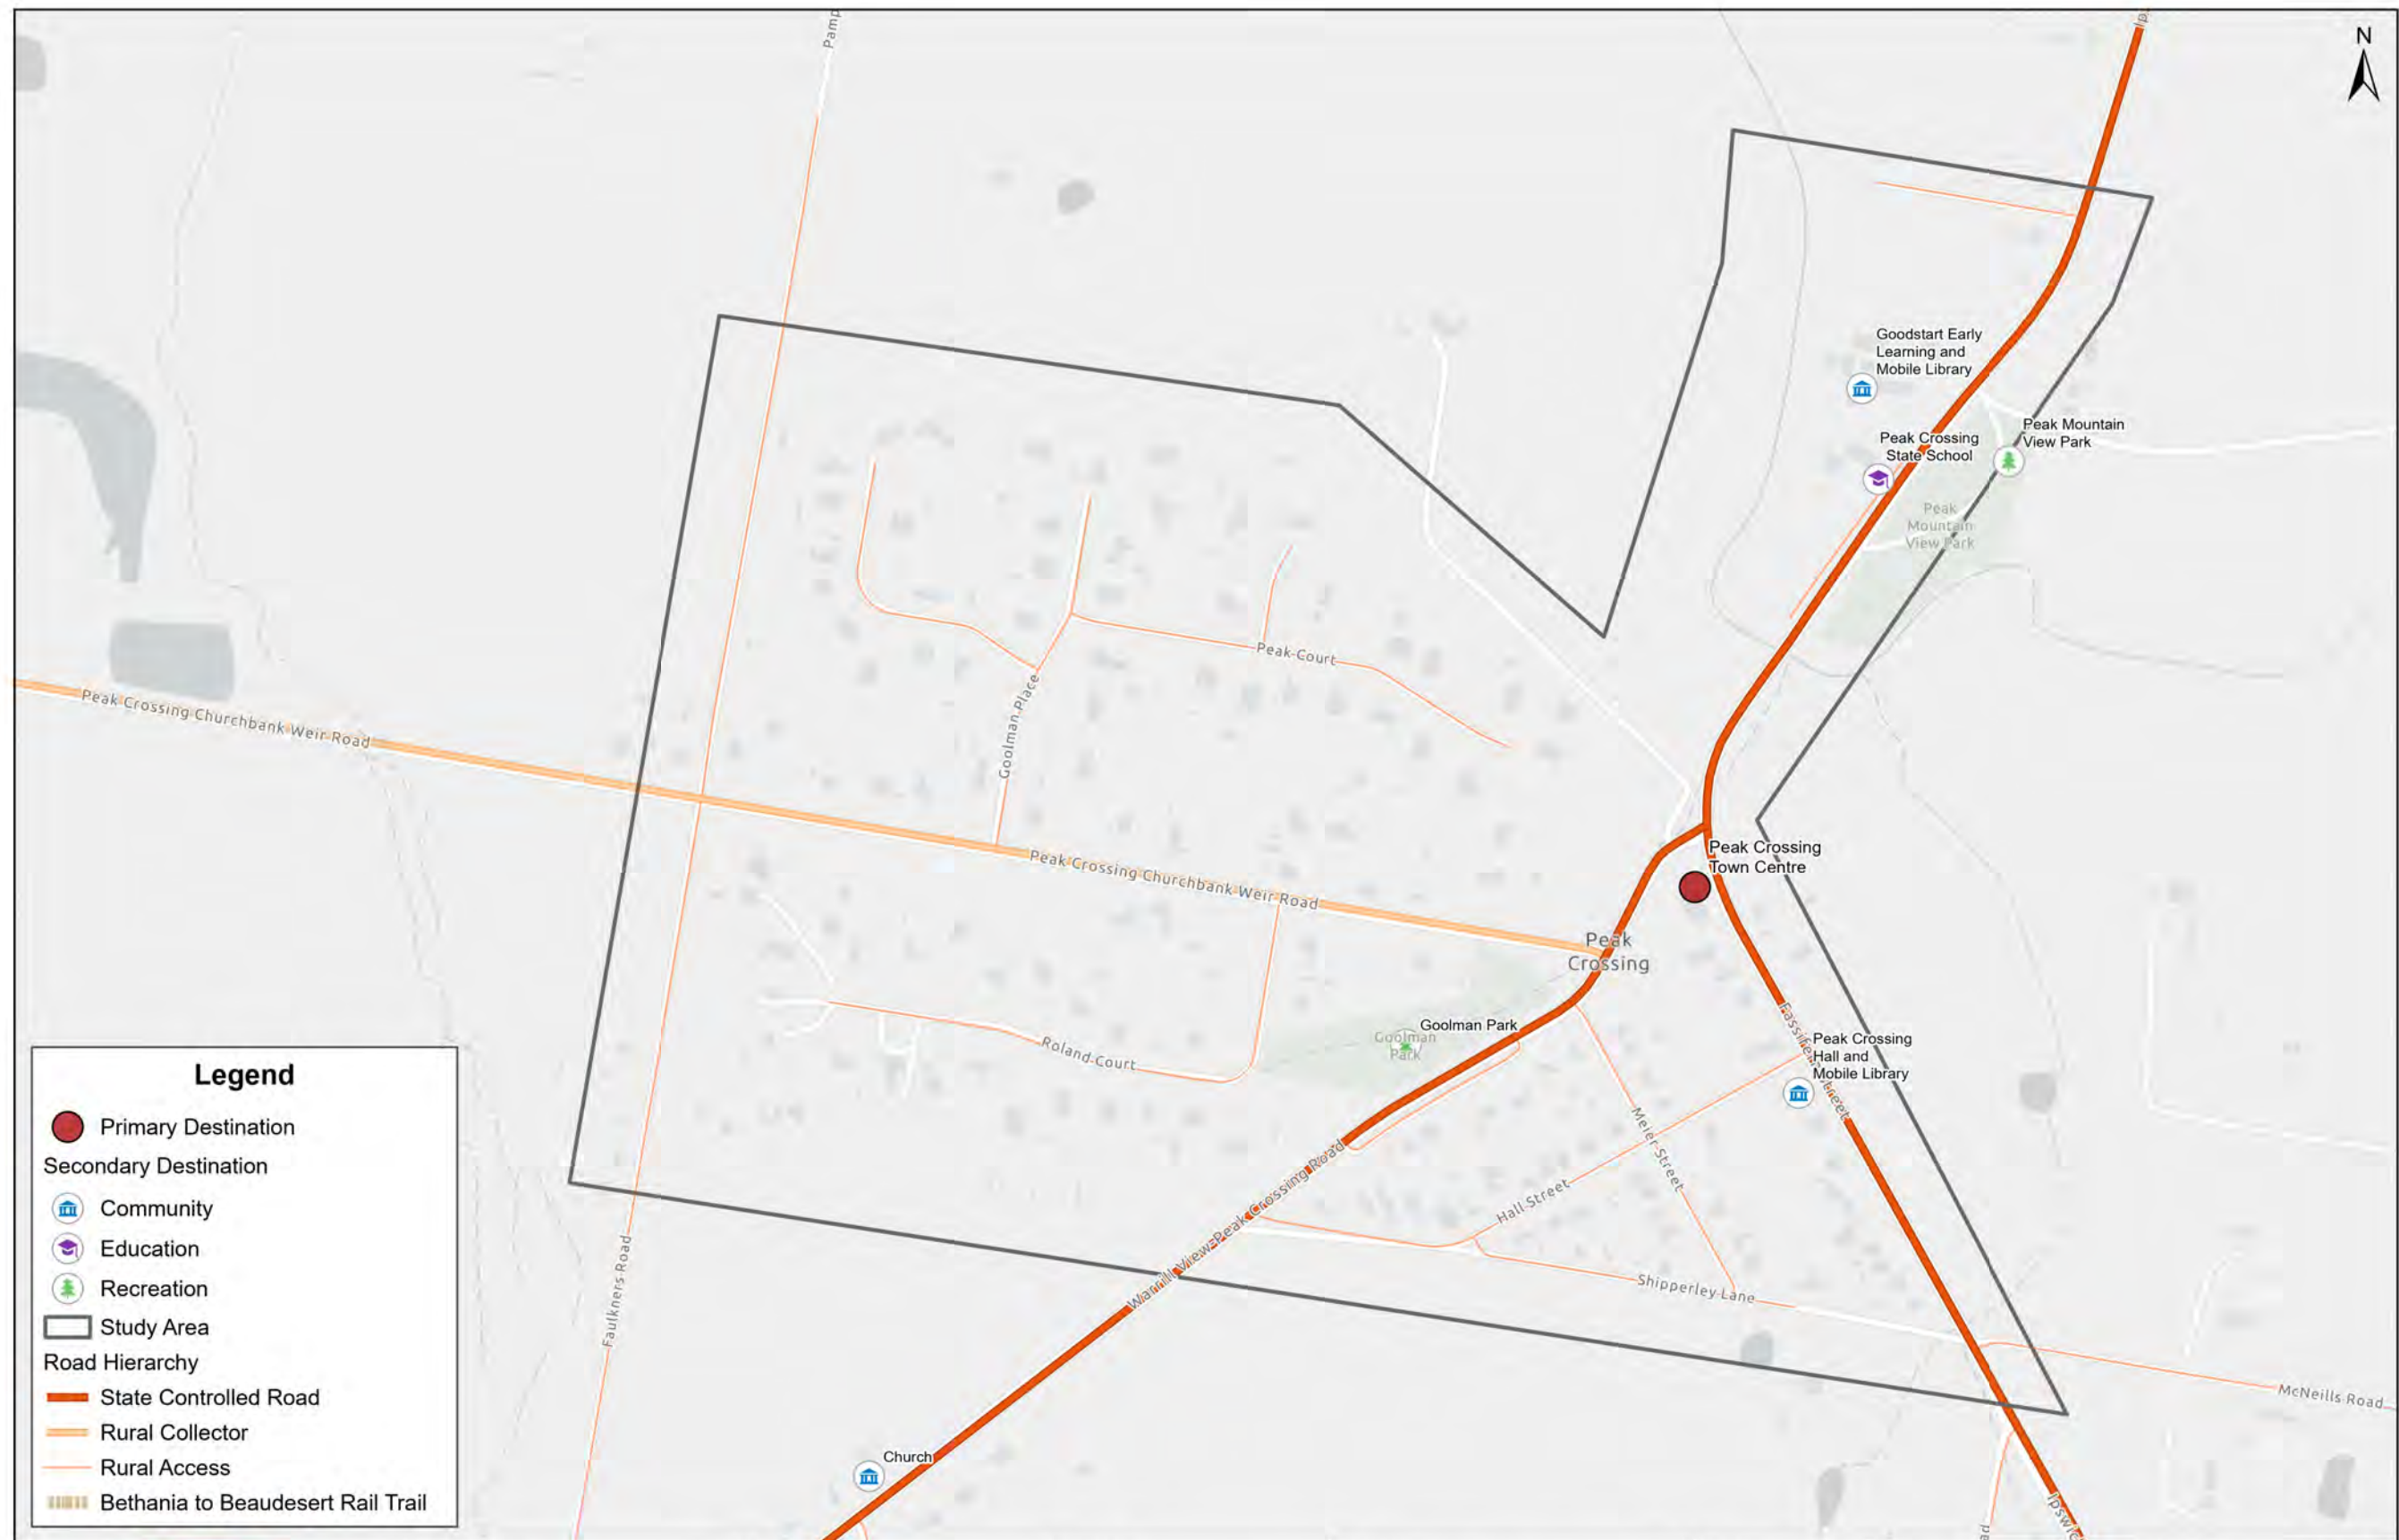 Pamp
Ip
N
Goodstart Early
Learning and
Mobile Library
Peak Mountain
View Park
Peak Crossing
State School
Peak
Mountain
View Park
Peak Court
Goolman Place
Peak Crossing Churchbank Weir Road
Peak Crossing Churchbank Weir Road
Peak Crossing
Town Centre
Peak
Crossing
Goolman Park
Goolman
Park
Roland Court
Peak Crossing
Hall and
Mobile Library
Meier Street
Hall Street
Warrill View-Peak Crossing Road
Shipperley Lane
Faulkners Road
McNeills Road
Church
Ipswic
ad
Legend
Primary Destination
Secondary Destination
Community
Education
Recreation
Study Area
Road Hierarchy
State Controlled Road
Rural Collector
Rural Access
Bethania to Beaudesert Rail Trail